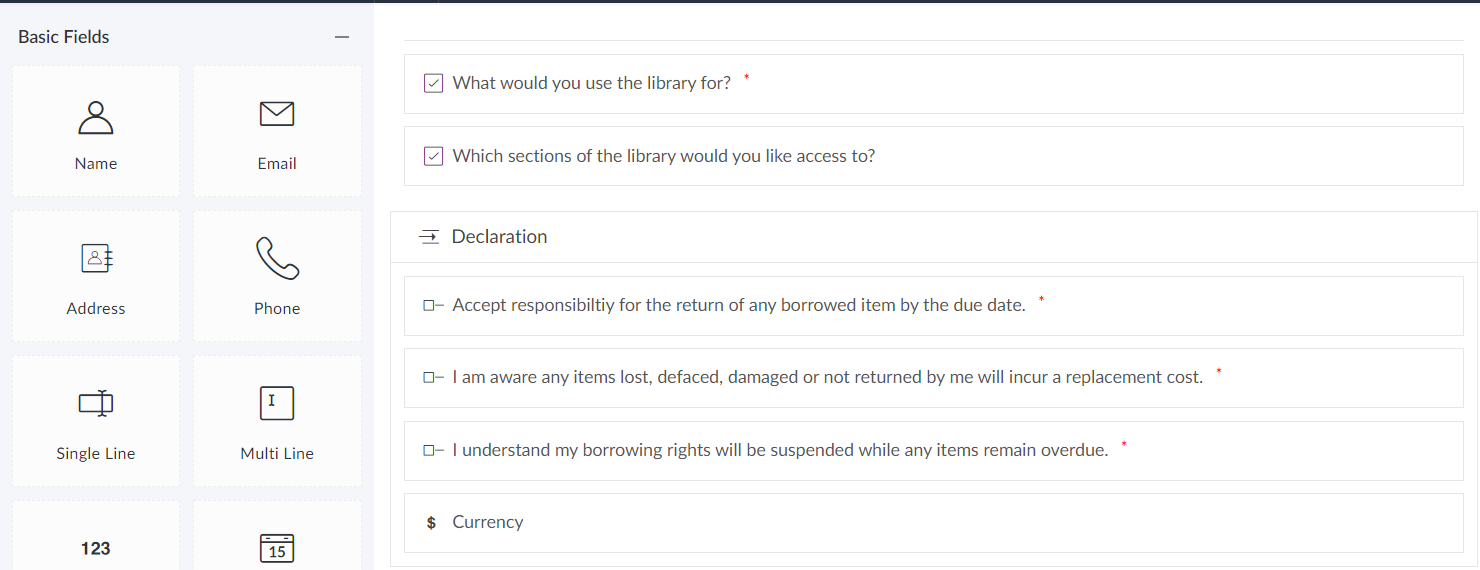 Basic Fields
Name
Email
Address
Phone
Single Line
Multi Line
123
15
What would you use the library for? *
Which sections of the library would you like access to?
Declaration
Accept responsibiltiy for the return of any borrowed item by the due date. *
I am aware any items lost, defaced, damaged or not returned by me will incur a replacement cost. *
I understand my borrowing rights will be suspended while any items remain overdue. *
$ Currency